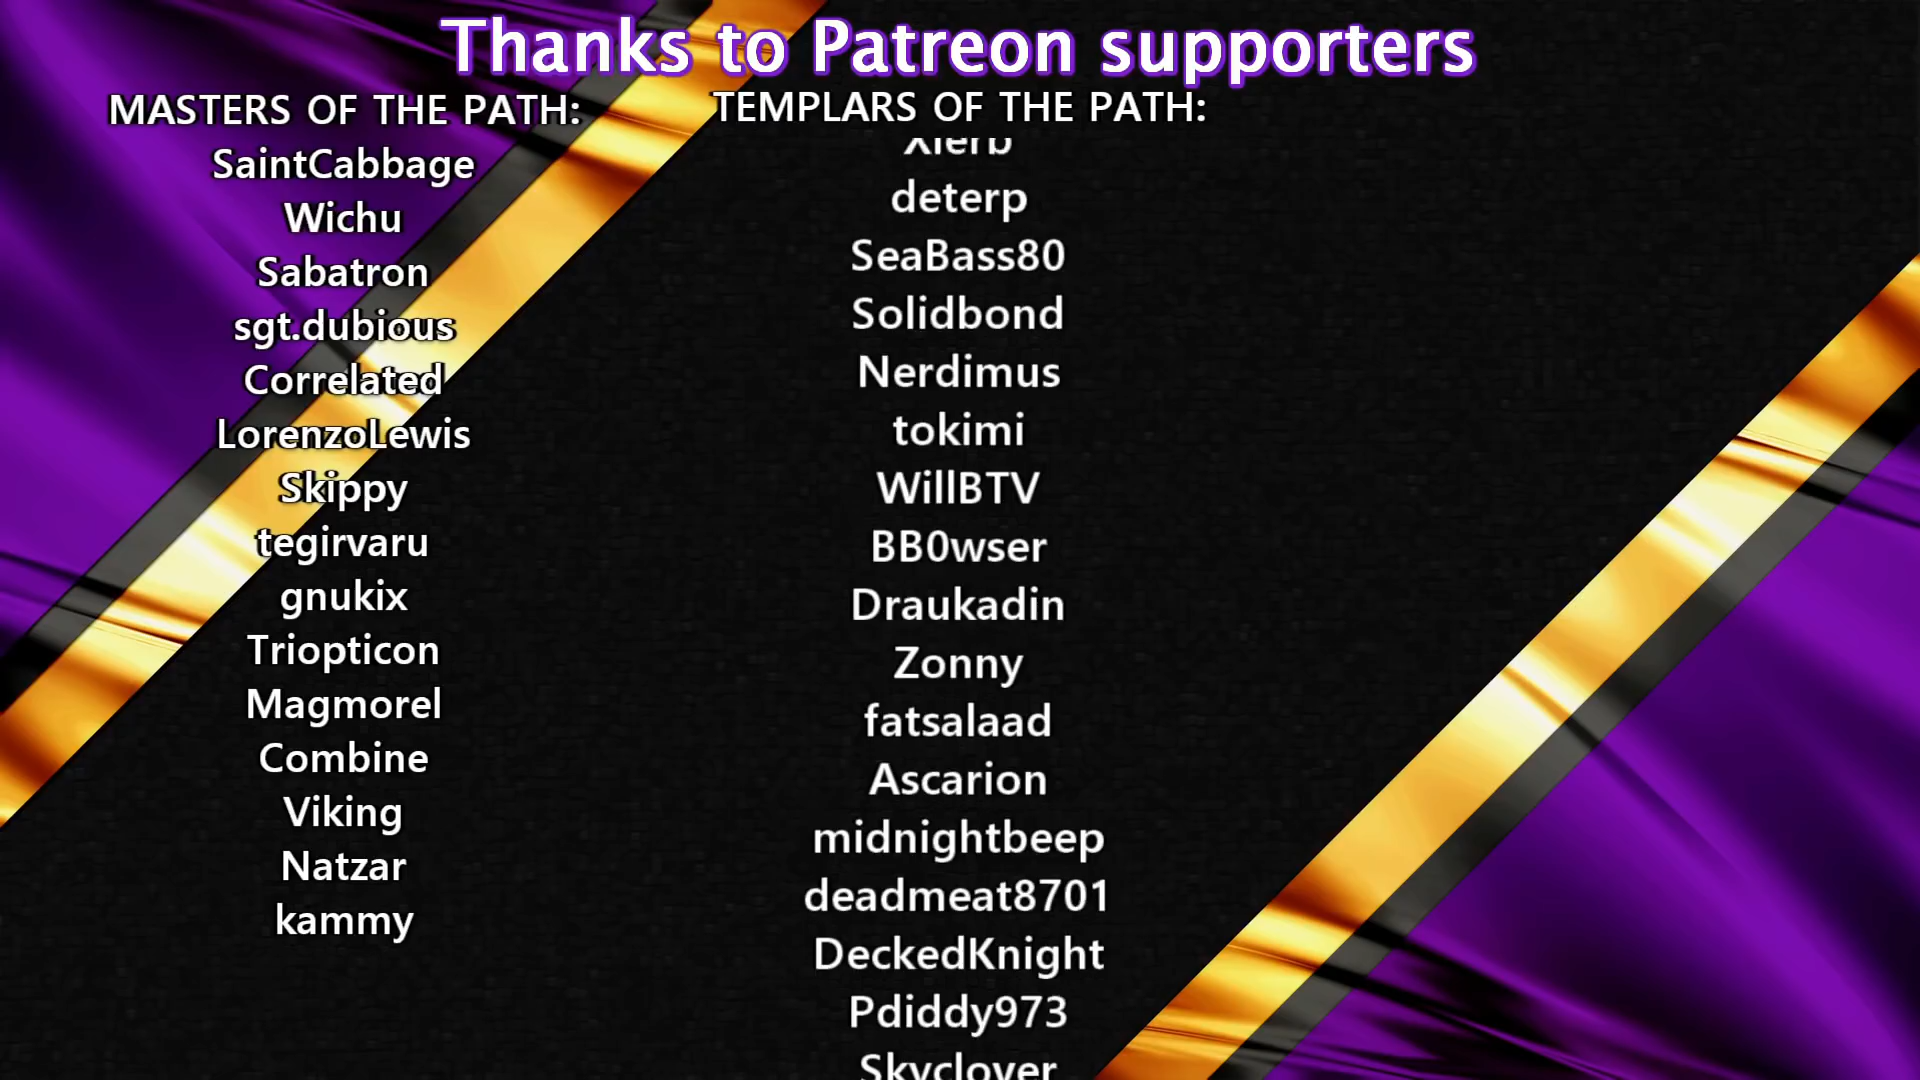 Thanks to Patreon supporters
MASTERS OF THE PATH:
SaintCabbage
Wichu
Sabatron
sgt.dubious
Correlated
LorenzoLewis
Skippy
tegirvaru
gnukix
Triopticon
Magmorel
Combine
Viking
Natzar
kammy
TEMPLARS OF THE PATH:
deterp
SeaBass80
Solidbond
Nerdimus
tokimi
WillBTV
BB0wser
Draukadin
Zonny
fatsalaad
Ascarion
midnightbeep
deadmeat8701
DeckedKnight
Pdiddy973
Skyclover